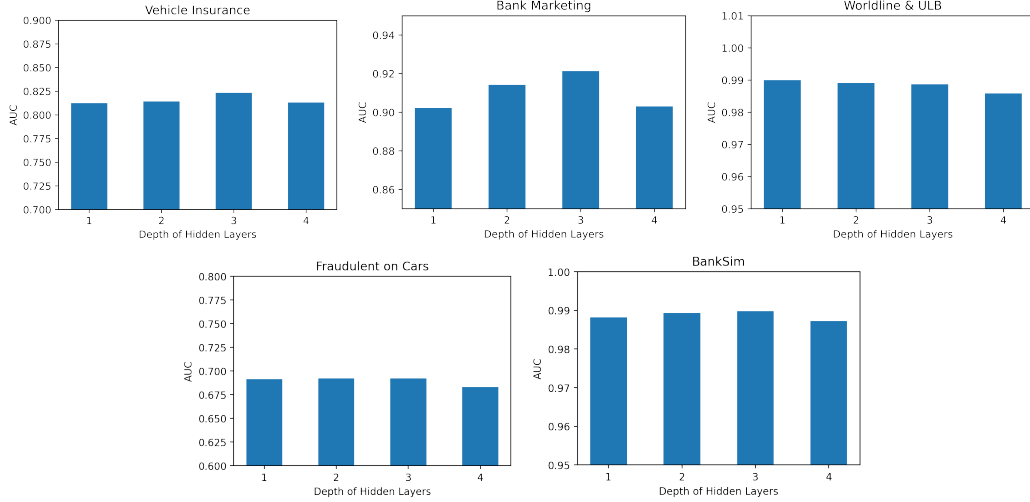 Vehicle Insurance
0.900
0.875
0.850
0.825
0.800
0.775
0.750
0.725
0.700
AUC
1 2 3 4
Depth of Hidden Layers
Bank Marketing
0.94
0.92
0.90
0.88
0.86
AUC
1 2 3 4
Depth of Hidden Layers
Worldline & ULB
1.01
1.00
0.99
0.98
0.97
0.96
0.95
AUC
1 2 3 4
Depth of Hidden Layers
Fraudulent on Cars
0.800
0.775
0.750
0.725
0.700
0.675
0.650
0.625
0.600
AUC
1 2 3 4
Depth of Hidden Layers
BankSim
1.00
0.99
0.98
0.97
0.96
0.95
AUC
1 2 3 4
Depth of Hidden Layers